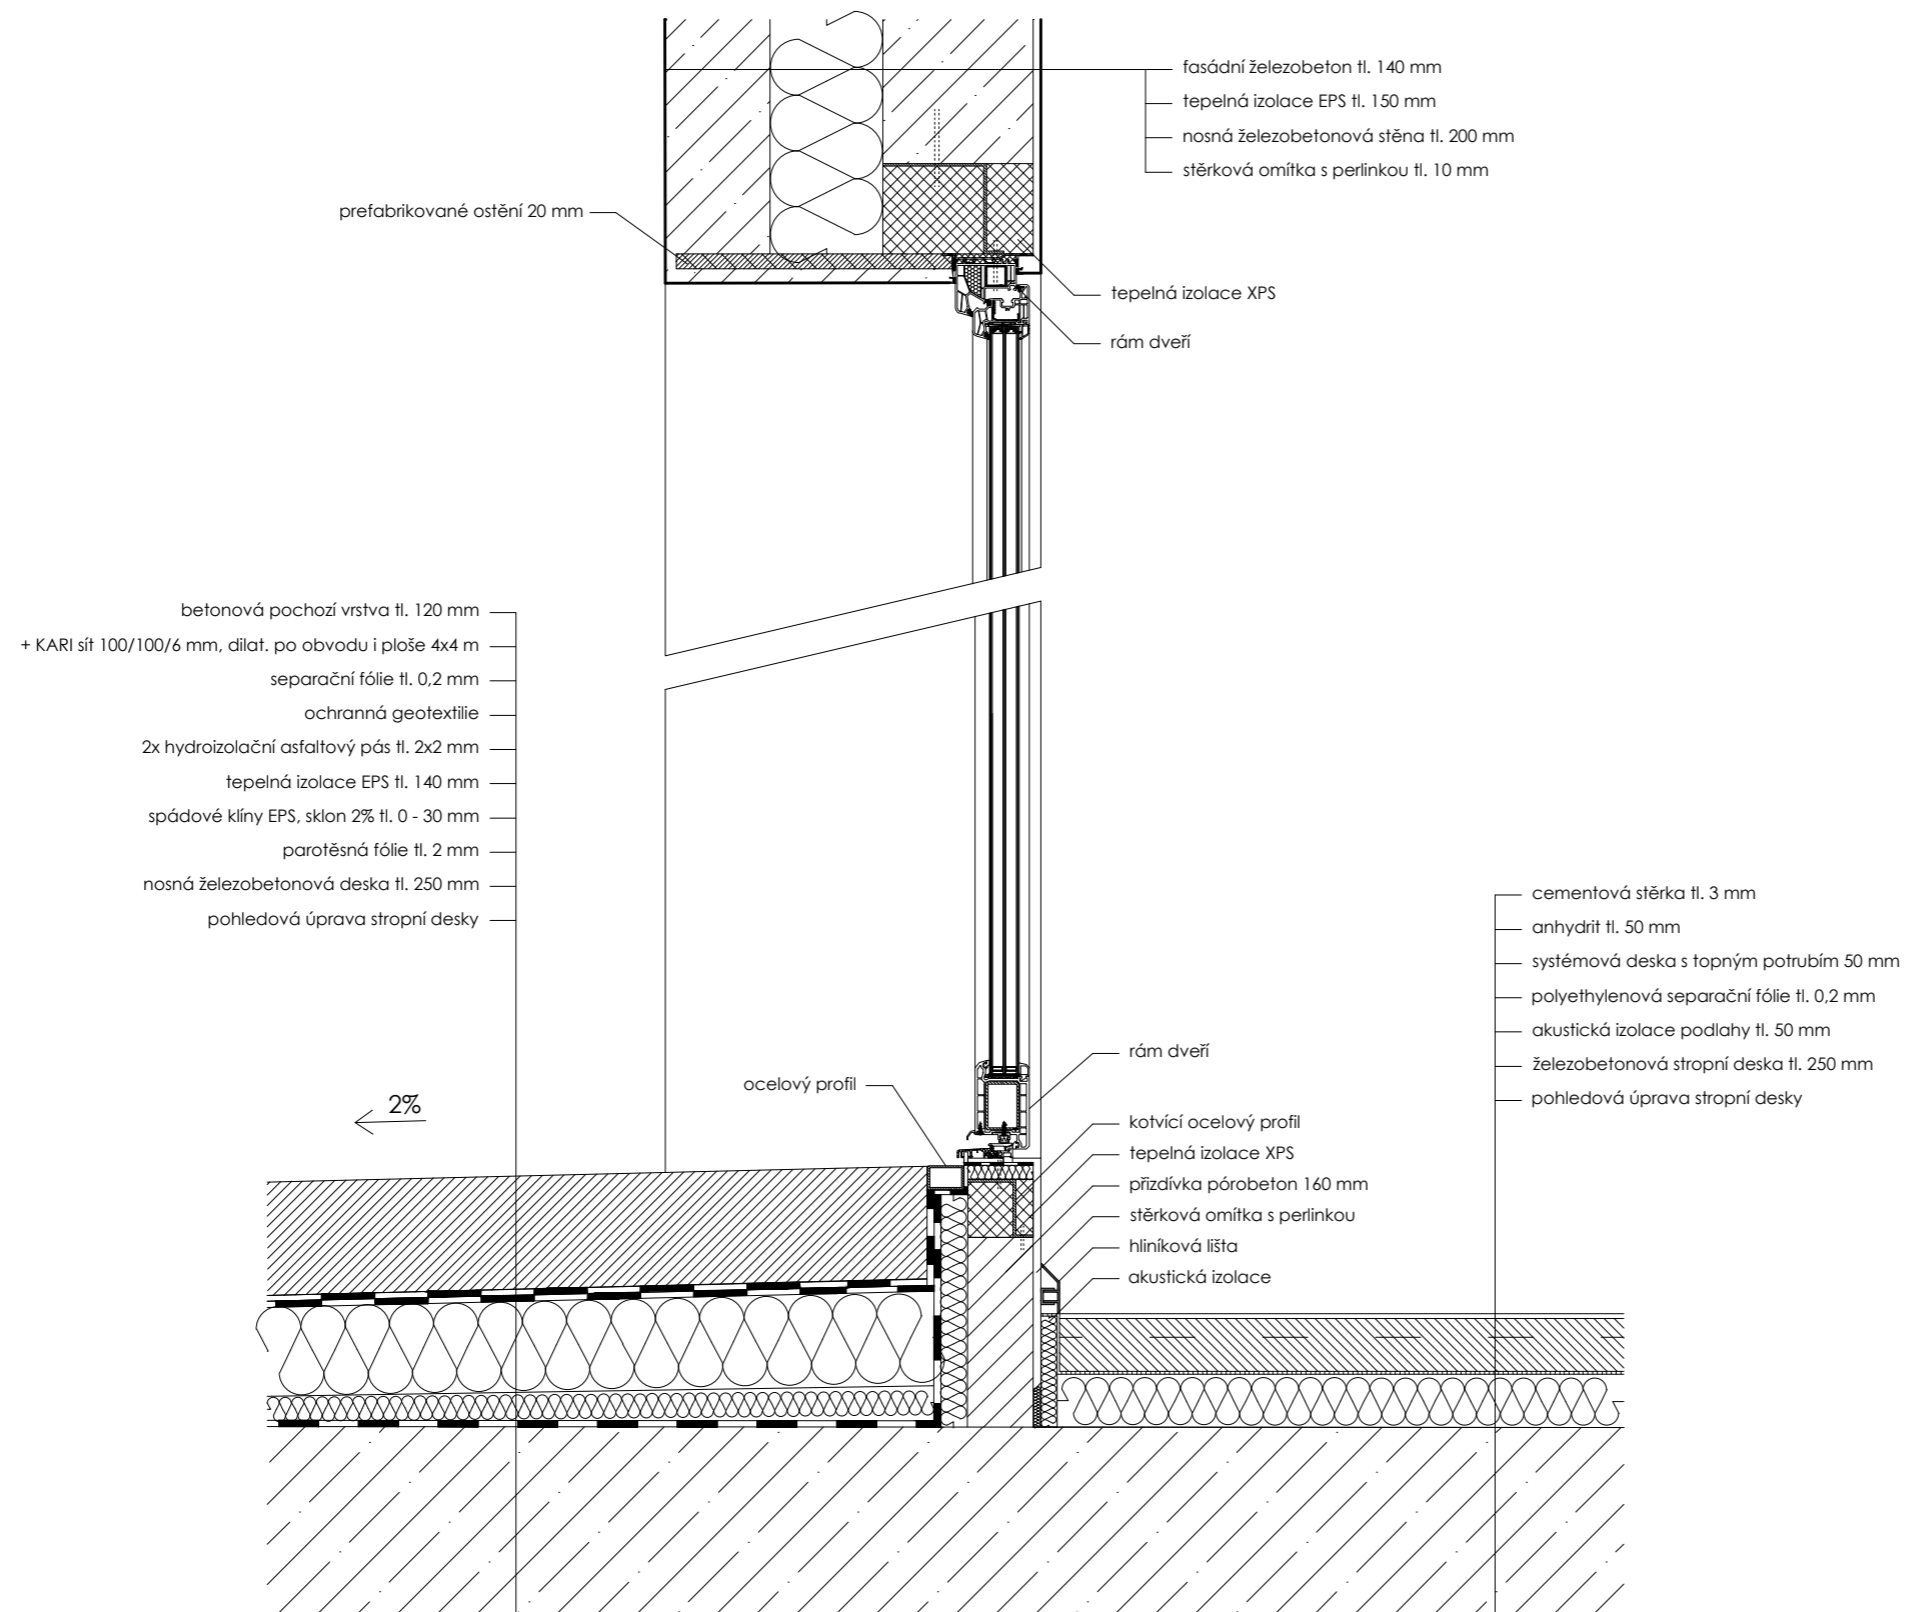 fasádní železobeton tl. 140 mm
tepelná izolace EPS tl. 150 mm
nosná železobetonová stěna tl. 200 mm
stěrková omítka s perlinkou tl. 10 mm
prefabrikované ostění 20 mm
tepelná izolace XPS
rám dveří
betonová pochozí vrstva tl. 120 mm
+ KARI sít 100/100/6 mm, dilat. po obvodu i ploše 4x4 m
separační fólie tl. 0,2 mm
ochranná geotextilie
2x hydroizolační asfaltový pás tl. 2x2 mm
tepelná izolace EPS tl. 140 mm
spádové klíny EPS, sklon 2% tl. 0 - 30 mm
parotěsná fólie tl. 2 mm
nosná železobetonová deska tl. 250 mm
pohledová úprava stropní desky
cementová stěrka tl. 3 mm
anhydrit tl. 50 mm
systémová deska s topným potrubím 50 mm
polyethylenová separační fólie tl. 0,2 mm
akustická izolace podlahy tl. 50 mm
železobetonová stropní deska tl. 250 mm
pohledová úprava stropní desky
rám dveří
ocelový profil
2%
kotvící ocelový profil
tepelná izolace XPS
přizdívka pórobeton 160 mm
stěrková omítka s perlinkou
hliníková lišta
akustická izolace